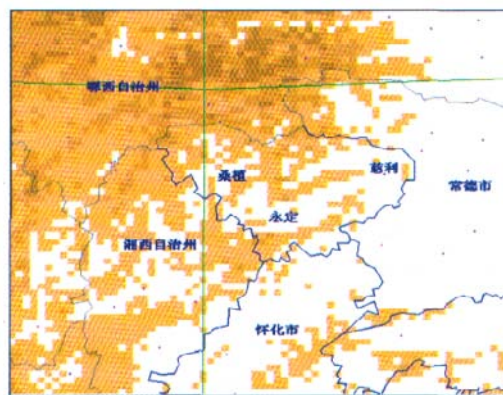 鄂西自治州
桑植
慈利
常德市
永定
湘西自治州
怀化市